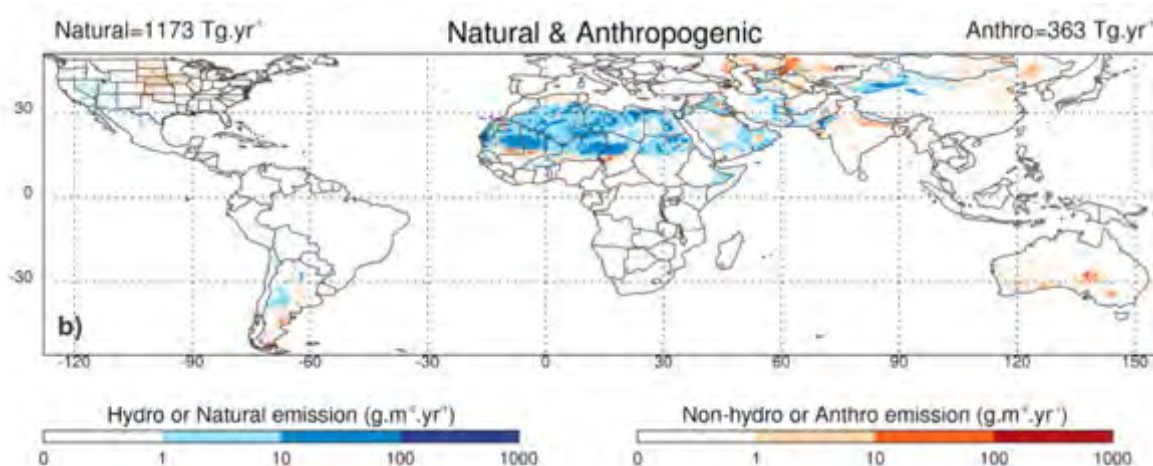 Natural=1173 Tg.yr⁻¹ Natural & Anthropogenic Anthro=363 Tg.yr⁻¹
30
0
-30
b)
-120 -90 -60 -30 0 30 60 90 120 150
Hydro or Natural emission (g.m⁻².yr⁻¹) Non-hydro or Anthro emission (g.m⁻².yr⁻¹)
0 1 10 100 1000 0 1 10 100 1000